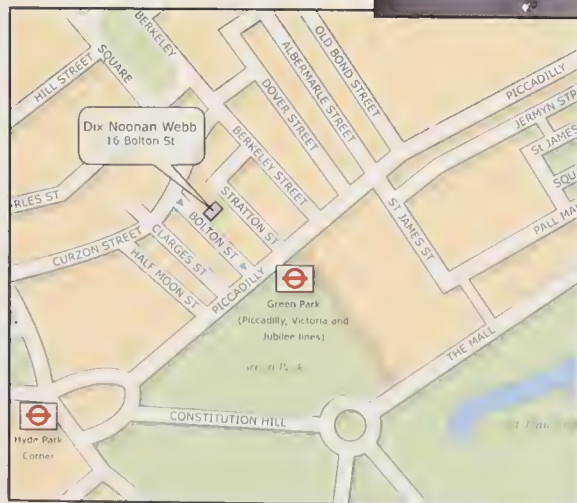 BERKELEY
SQUARE
HILL STREET
OLD BOND STREET
ALBERMARLE STREET
DOVER STREET
PICCADILLY
JERMYN STR
St JAMES
SQU
PALL MA
Dix Noonan Webb
16 Bolton St
BERKELEY STREET
STRATTON ST
BOLTON ST
CLARGES ST
HALF MOON ST
RLES ST
CURZON STREET
PICCADILLY
ST JAMES ST
Green Park
(Piccadilly, Victoria and
Jubilee lines)
Green Park
THE MALL
CONSTITUTION HILL
Hyde Park
Corner